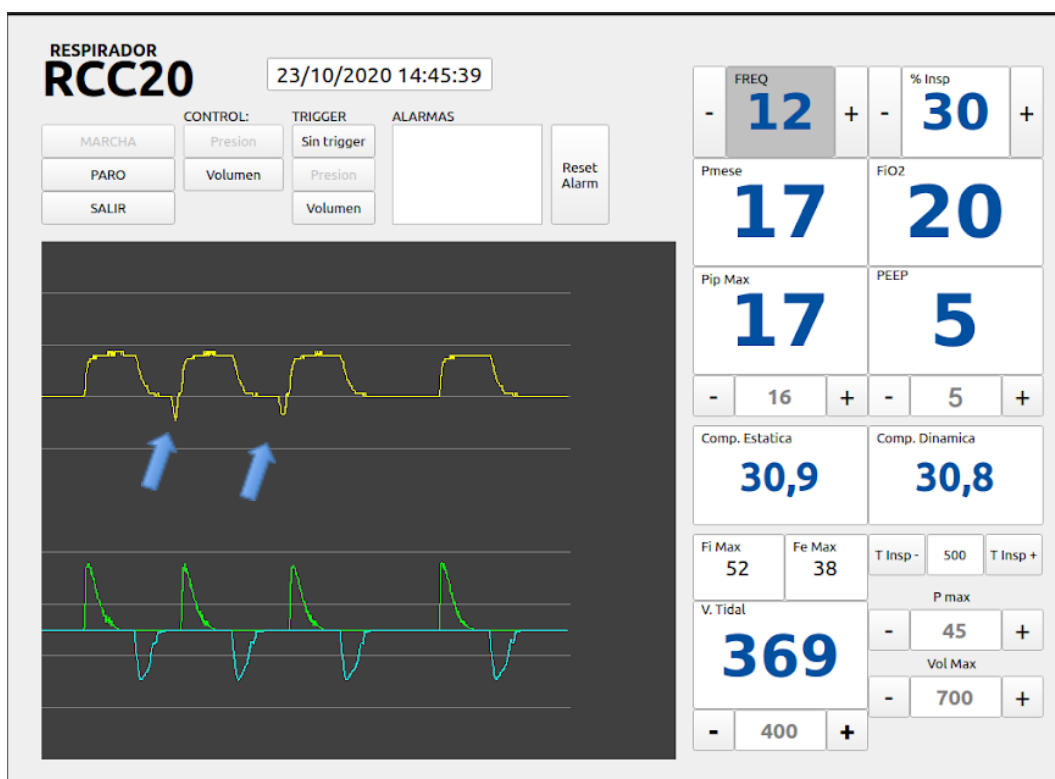 RESPIRADOR
RCC20
23/10/2020 14:45:39
CONTROL: TRIGGER ALARMAS
MARCHA Presion Sin trigger
PARO Volumen Presion
SALIR Volumen
Reset
Alarm
FREQ % Insp
- 12 + - 30 +
Pmese FiO2
17 20
Pip Max PEEP
17 5
- 16 + - 5 +
Comp. Estatica Comp. Dinamica
30,9 30,8
Fi Max Fe Max
52 38
T Insp - 500 T Insp +
P max
- 45 +
V. Tidal
369
Vol Max
- 700 +
- 400 +